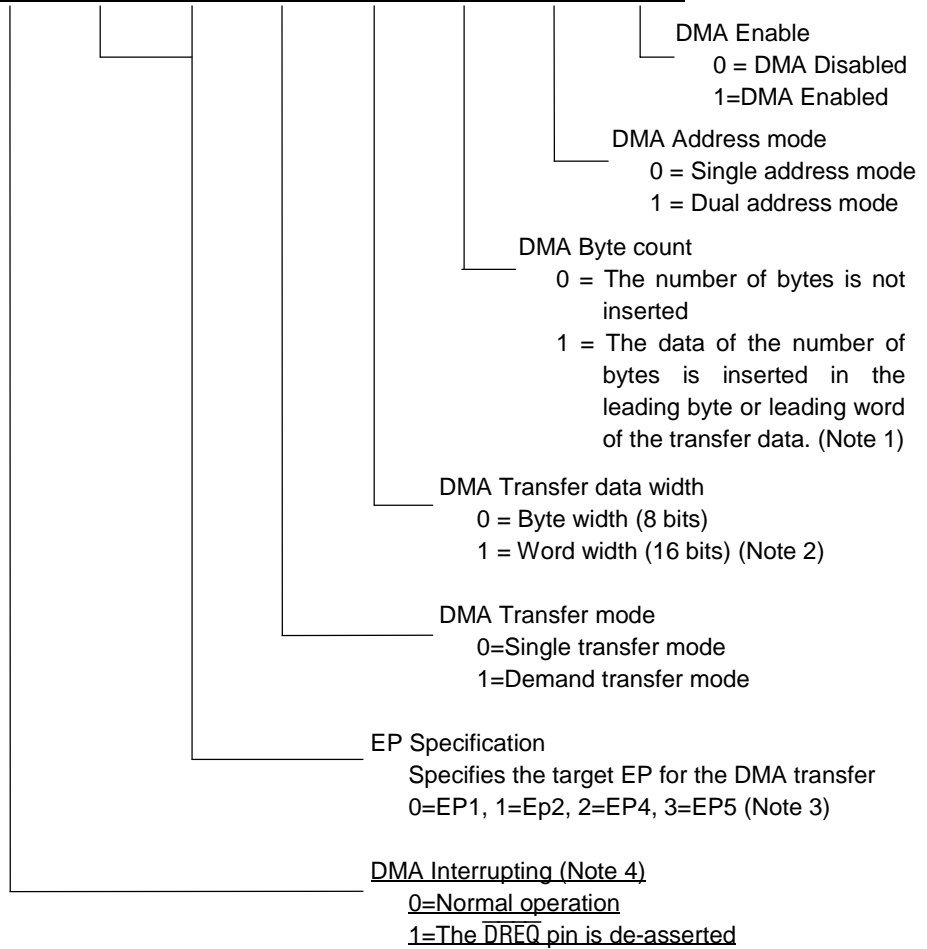 DMA Enable
0 = DMA Disabled
1=DMA Enabled
DMA Address mode
0 = Single address mode
1 = Dual address mode
DMA Byte count
0 = The number of bytes is not
inserted
1 = The data of the number of
bytes is inserted in the
leading byte or leading word
of the transfer data. (Note 1)
DMA Transfer data width
0 = Byte width (8 bits)
1 = Word width (16 bits) (Note 2)
DMA Transfer mode
0=Single transfer mode
1=Demand transfer mode
EP Specification
Specifies the target EP for the DMA transfer
0=EP1, 1=Ep2, 2=EP4, 3=EP5 (Note 3)
DMA Interrupting (Note 4)
0=Normal operation
1=The DREQ pin is de-asserted